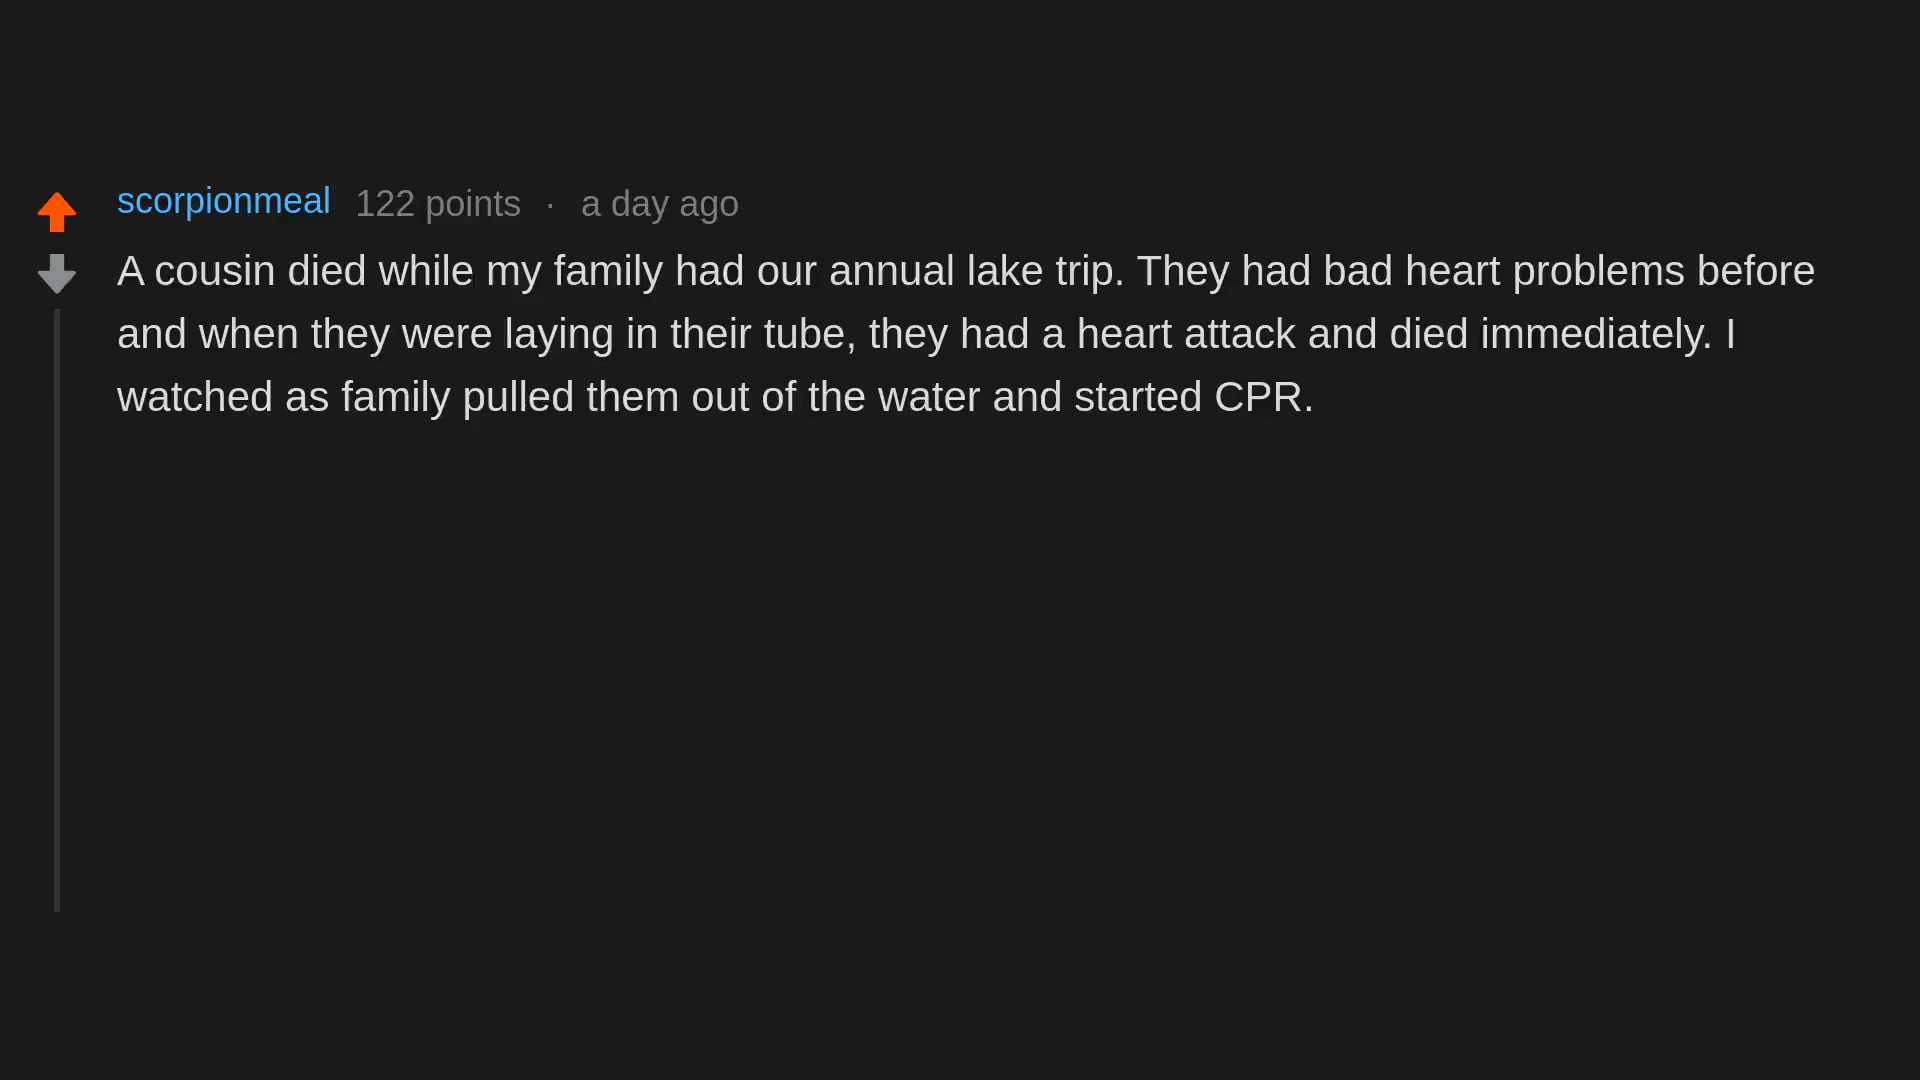 scorpionmeal 122 points · a day ago
A cousin died while my family had our annual lake trip. They had bad heart problems before
and when they were laying in their tube, they had a heart attack and died immediately. I
watched as family pulled them out of the water and started CPR.